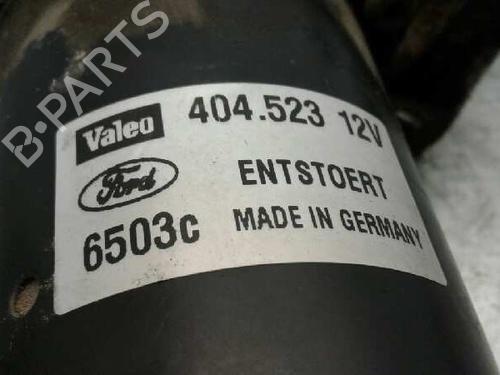 B-PARTS
Valeo 404.523 12V
Ford ENTSTOERT
6503c MADE IN GERMANY